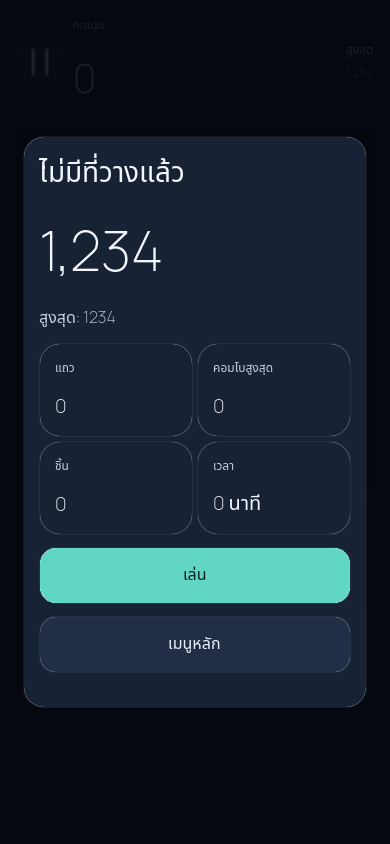 คะแนน
0
สูงสุด
1,234
ไม่มีที่วางแล้ว
1,234
สูงสุด: 1234
แถว
0
คอมโบสูงสุด
0
ชิ้น
0
เวลา
0 นาที
เล่น
เมนูหลัก